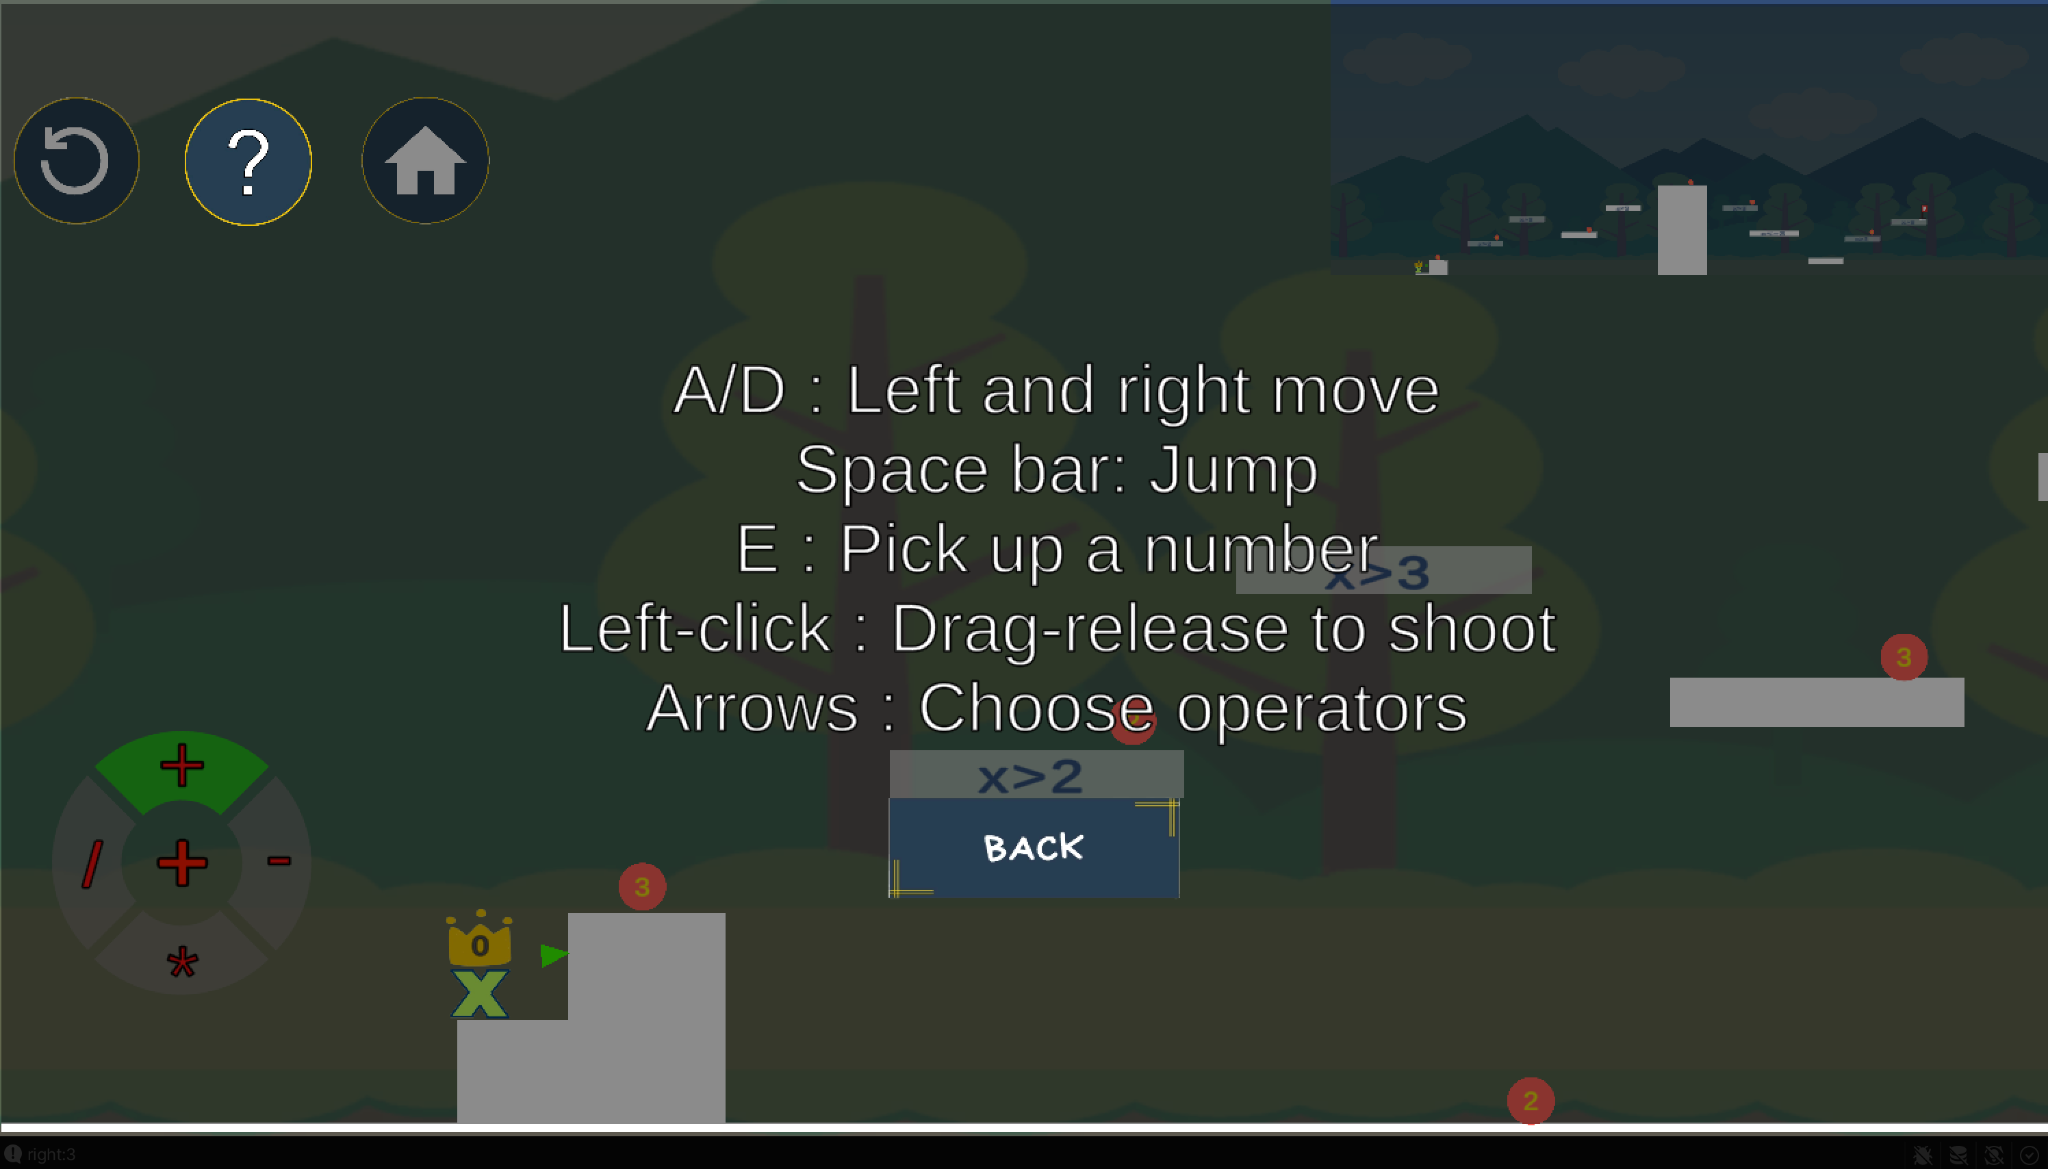 ?
A/D : Left and right move
Space bar: Jump
E : Pick up a number
x>3
Left-click : Drag-release to shoot
3
Arrows : Choose operators
x>2
+
/ + -
*
BACK
3
0
X
2
right:3